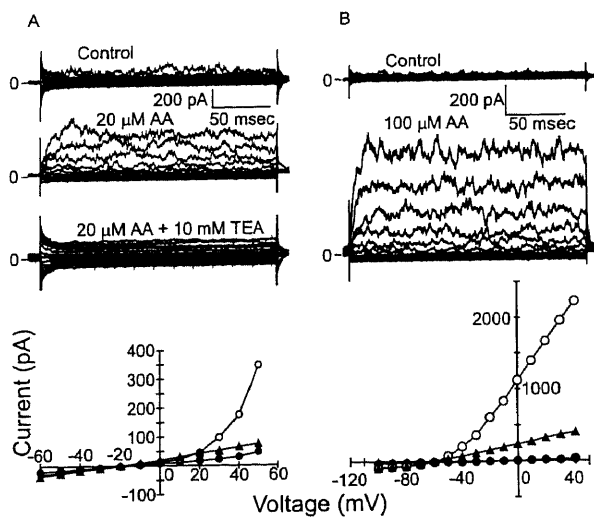 A
B
Control
Control
0
0
200 pA
50 msec
200 pA
50 msec
20 µM AA
100 µM AA
0
20 µM AA + 10 mM TEA
0
0
Current (pA)
400
300
200
100
-100
-60
-20
0
20
40
60
2000
1000
-120
-80
-40
0
40
Voltage (mV)